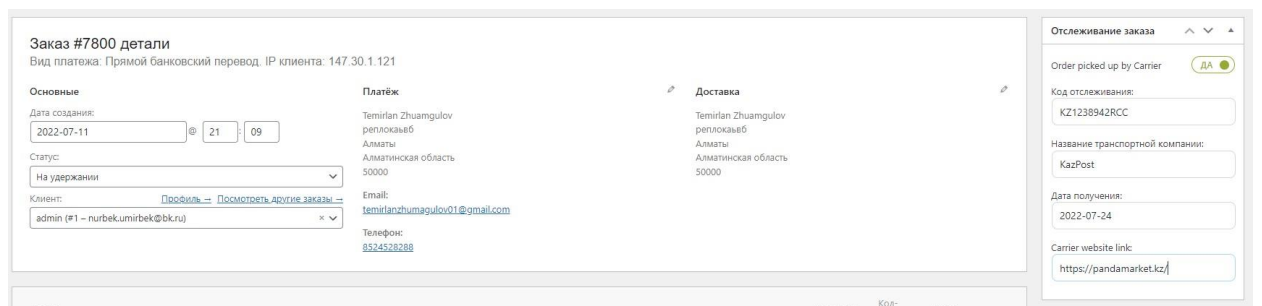 Заказ #7800 детали
Вид платежа: Прямой банковский перевод. IP клиента: 147.30.1.121
Основные
Дата создания:
2022-07-11 @ 21 : 09
Статус:
На удержании
Клиент: Профиль → Посмотреть другие заказы →
admin (#1 – nurbek.umirbek@bk.ru) ×
Платёж
Temirlan Zhuamgulov
реплокаьвб
Алматы
Алматинская область
50000
Email:
temirlanzhumagulov01@gmail.com
Телефон:
8524528288
Доставка
Temirlan Zhuamgulov
реплокаьвб
Алматы
Алматинская область
50000
Отслеживание заказа
Order picked up by Carrier ДА
Код отслеживания:
KZ1238942RCC
Название транспортной компании:
KazPost
Дата получения:
2022-07-24
Carrier website link:
https://pandamarket.kz/
Кол-